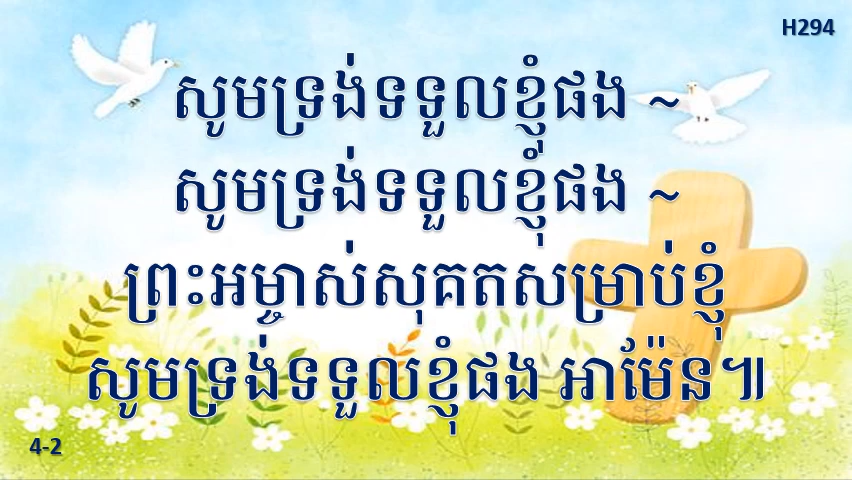 H294
សូមទ្រង់ទទួលខ្ញុំផង ~
សូមទ្រង់ទទួលខ្ញុំផង ~
ព្រះអម្ចាស់សុគតសម្រាប់ខ្ញុំ
សូមទ្រង់ទទួលខ្ញុំផង អាម៉ែន៕
4-2